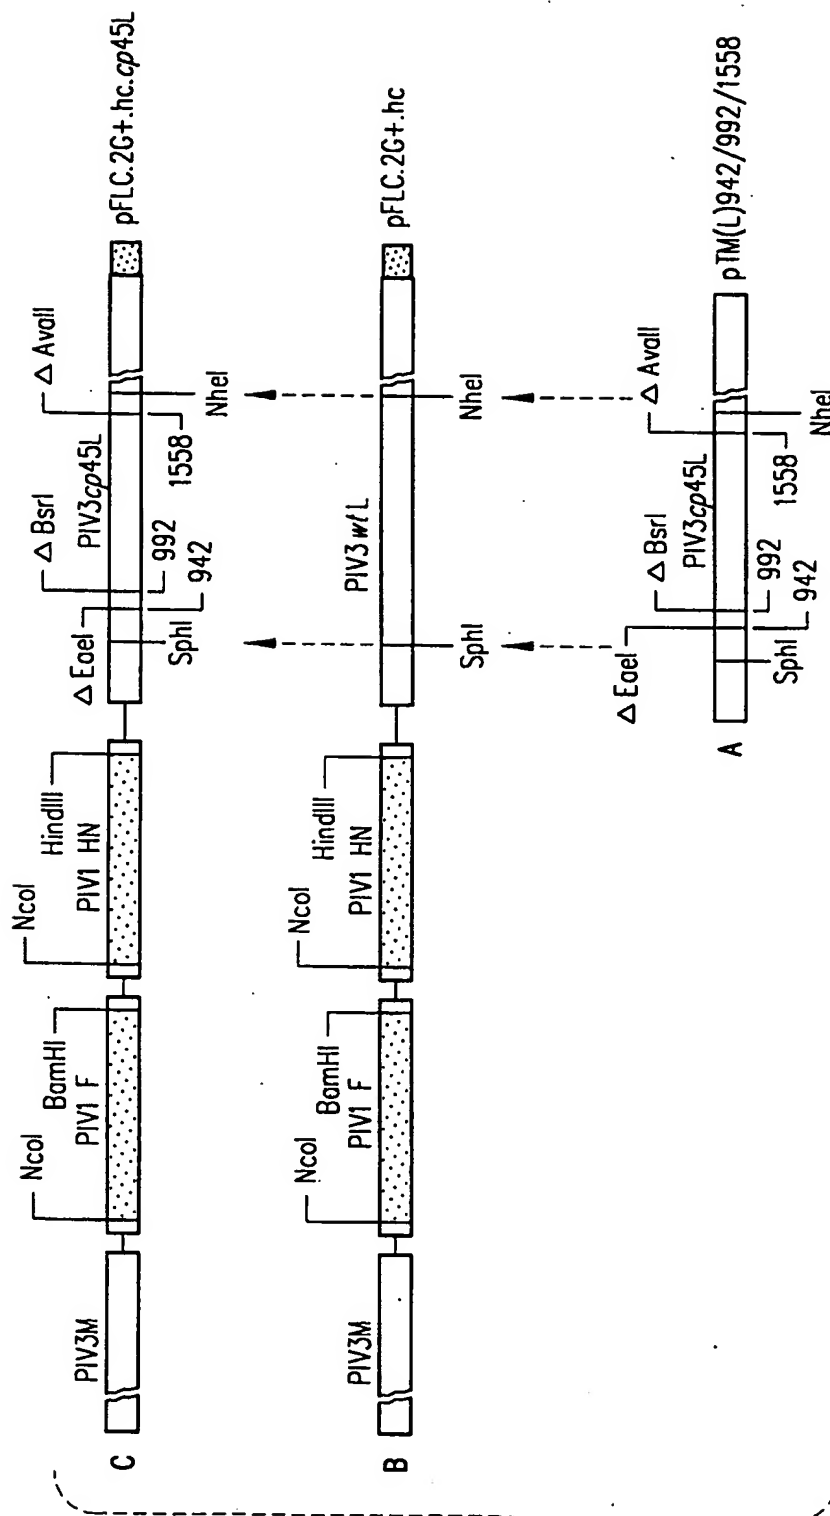 C
PIV3M
NcoI
BamHI
PIV1 F
NcoI
HindIII
PIV1 HN
Δ EaeI
SphI
942
992
Δ BsrI
PIV3cp45L
1558
Δ AvaII
NheI
pFLC.2G+.hc.cp45L
B
PIV3M
NcoI
BamHI
PIV1 F
NcoI
HindIII
PIV1 HN
SphI
PIV3 wt L
NheI
pFLC.2G+.hc
A
Δ EaeI
SphI
942
992
Δ BsrI
PIV3cp45L
1558
Δ AvaII
NheI
pTM(L)942/992/1558